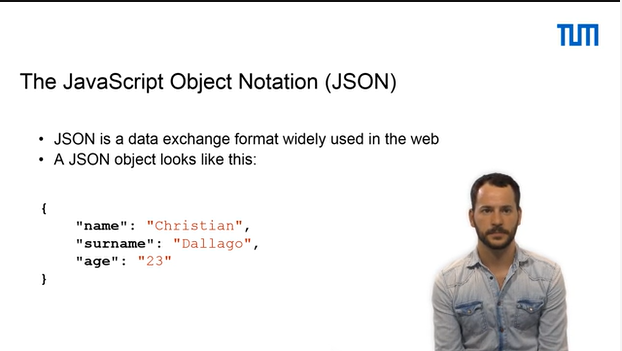 TUM
The JavaScript Object Notation (JSON)
• JSON is a data exchange format widely used in the web
• A JSON object looks like this:
{
"name": "Christian",
"surname": "Dallago",
"age": "23"
}